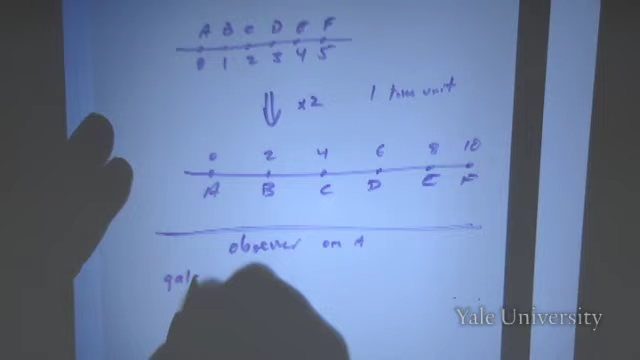 A B C D E F
0 1 2 3 4 5
x2 1 time unit
0 2 4 6 8 10
A B C D E F
observer on A
gal
Yale University